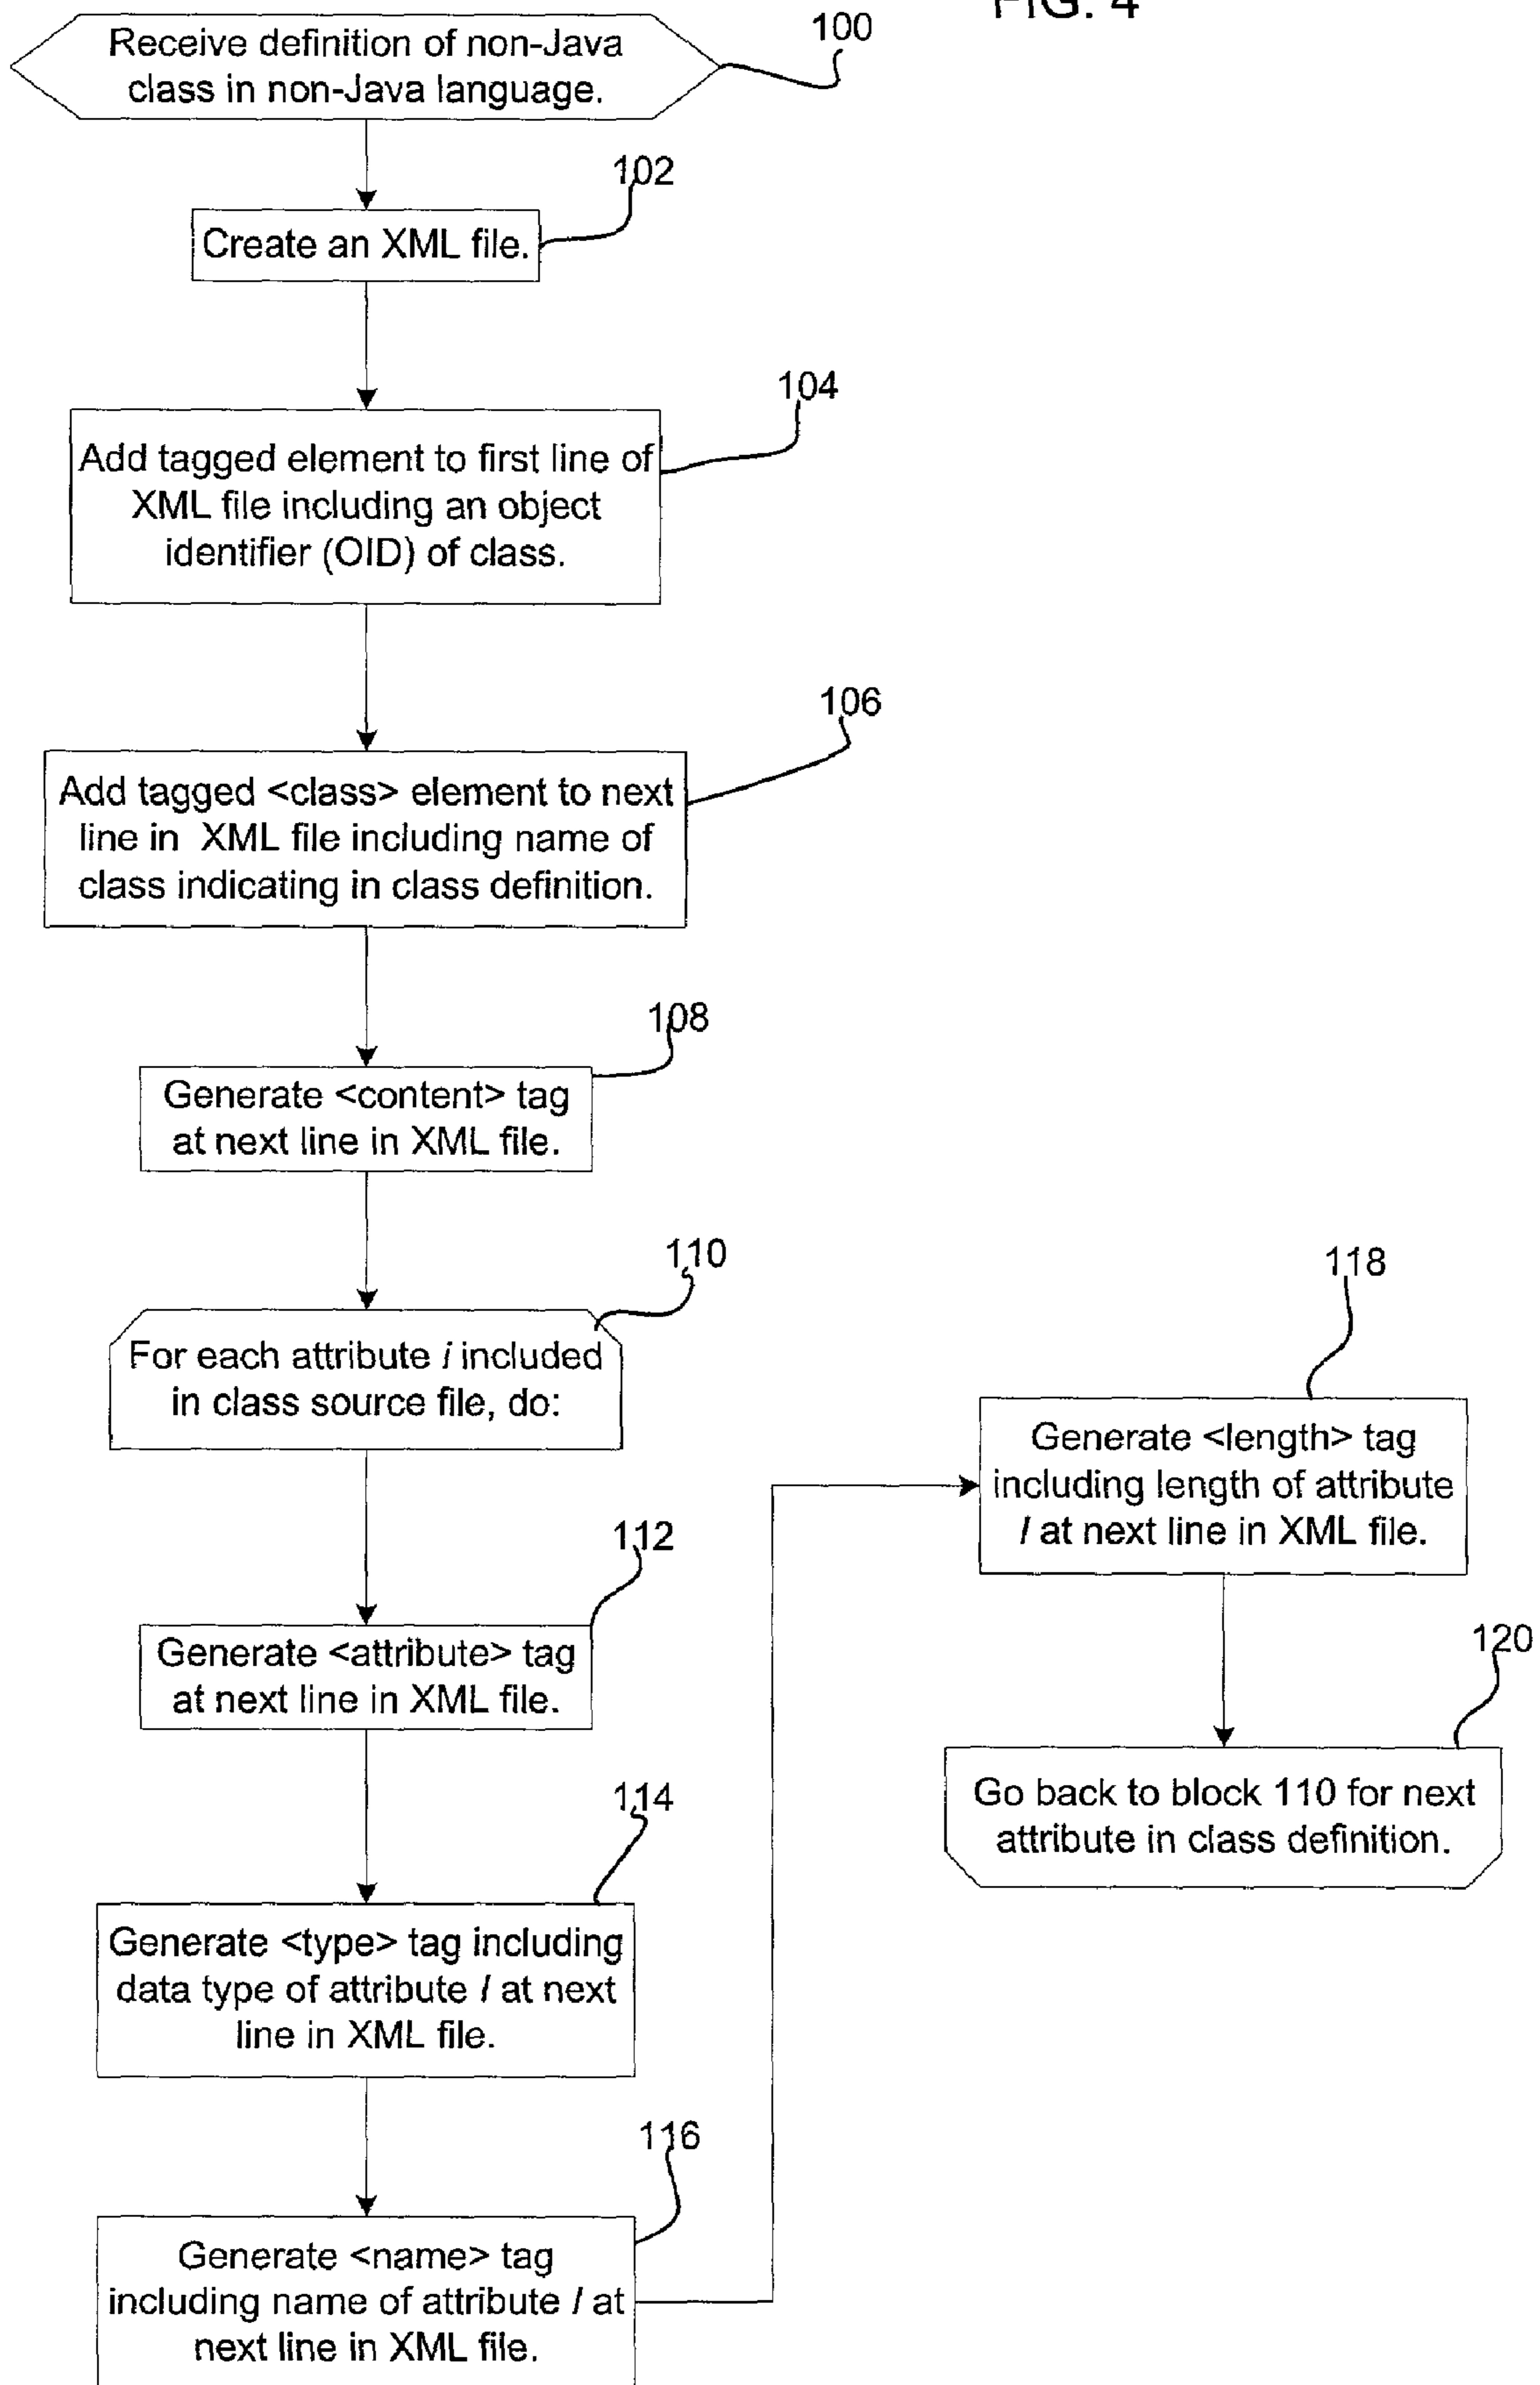 FIG. 4
Receive definition of non-Java
class in non-Java language.
100
102
Create an XML file.
104
Add tagged element to first line of
XML file including an object
identifier (OID) of class.
106
Add tagged <class> element to next
line in XML file including name of
class indicating in class definition.
108
Generate <content> tag
at next line in XML file.
110
For each attribute i included
in class source file, do:
112
Generate <attribute> tag
at next line in XML file.
114
Generate <type> tag including
data type of attribute I at next
line in XML file.
116
Generate <name> tag
including name of attribute I at
next line in XML file.
118
Generate <length> tag
including length of attribute
I at next line in XML file.
120
Go back to block 110 for next
attribute in class definition.